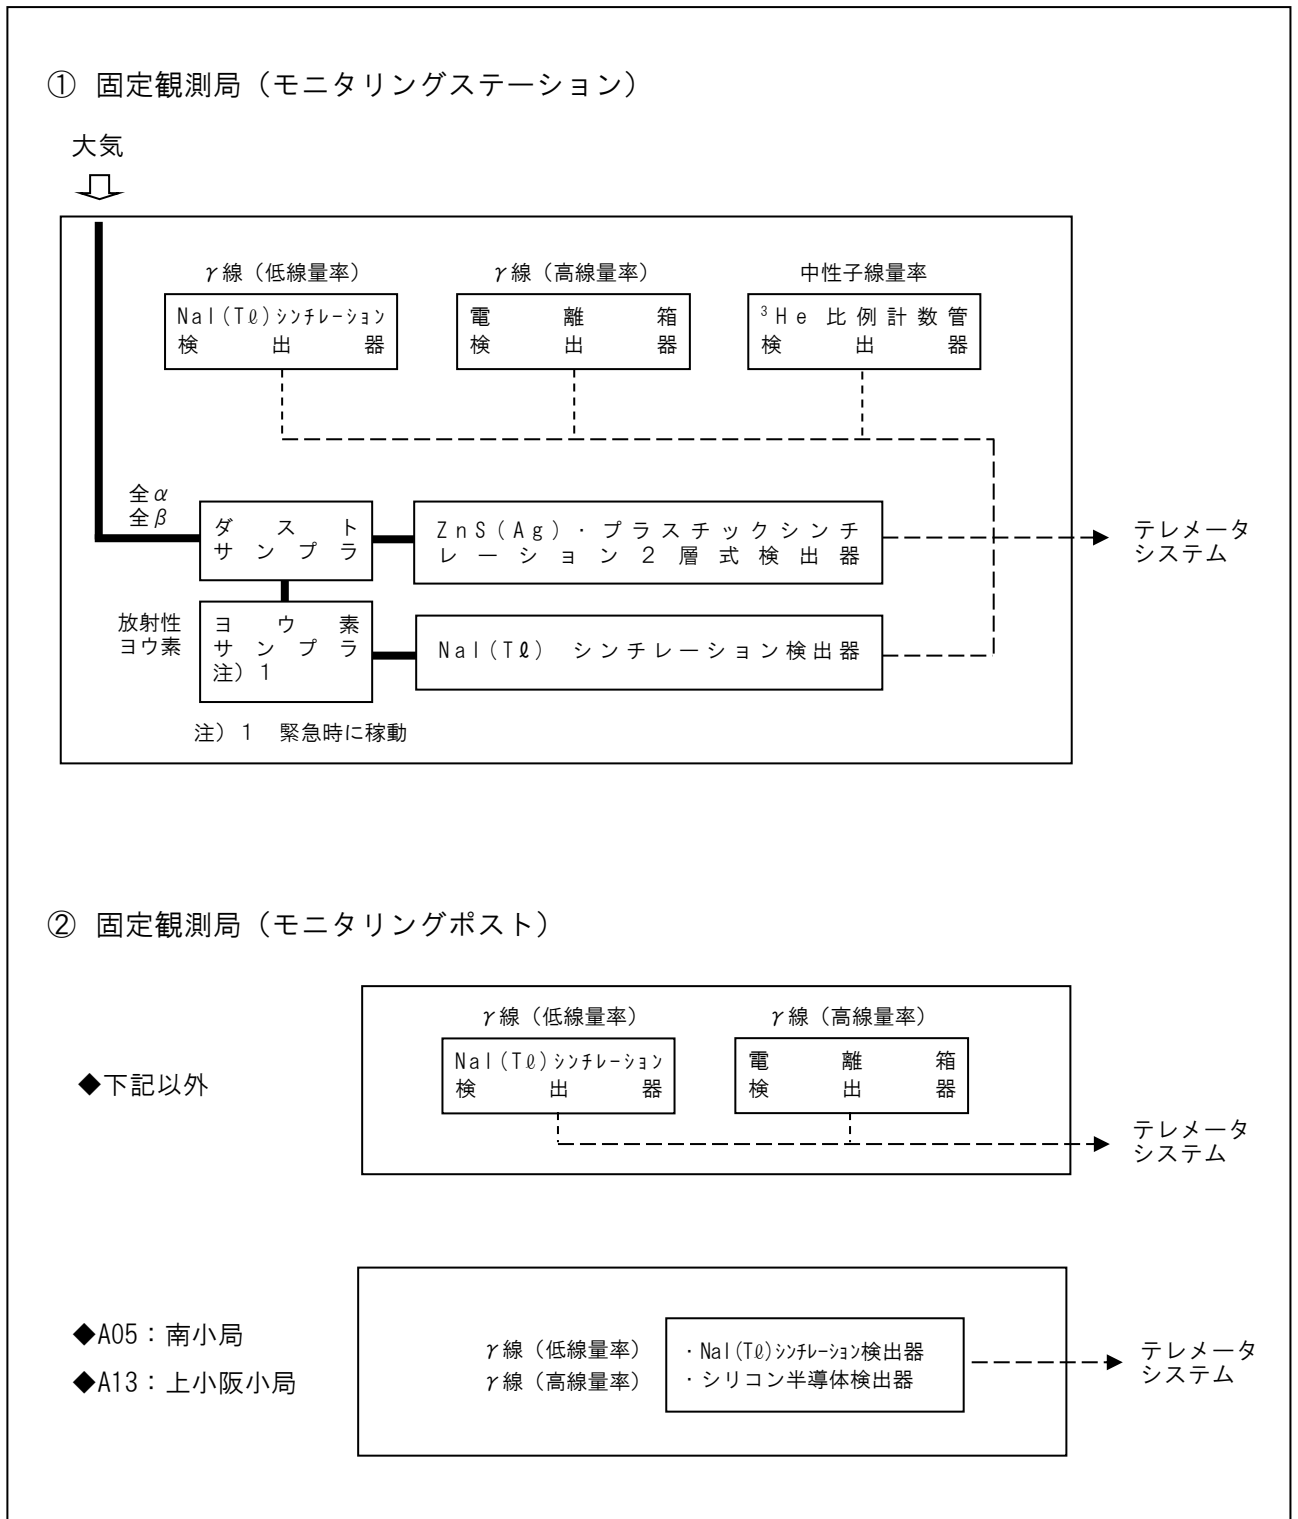 ① 固定観測局（モニタリングステーション）
大気
γ線（低線量率）
γ線（高線量率）
中性子線量率
NaI(Tℓ)ｼﾝﾁﾚｰｼｮﾝ
検出器
電離箱
検出器
³He 比例計数管
検出器
全α
全β
ダスト
サンプラ
ZnS(Ag)・プラスチックシンチ
レーション２層式検出器
テレメータ
システム
放射性
ヨウ素
ヨウ素
サンプラ
注）1
NaI(Tℓ) シンチレーション検出器
注）1 緊急時に稼動
② 固定観測局（モニタリングポスト）
◆下記以外
γ線（低線量率）
γ線（高線量率）
NaI(Tℓ)ｼﾝﾁﾚｰｼｮﾝ
検出器
電離箱
検出器
テレメータ
システム
◆A05：南小局
◆A13：上小阪小局
γ線（低線量率）
γ線（高線量率）
・NaI(Tℓ)ｼﾝﾁﾚｰｼｮﾝ検出器
・シリコン半導体検出器
テレメータ
システム